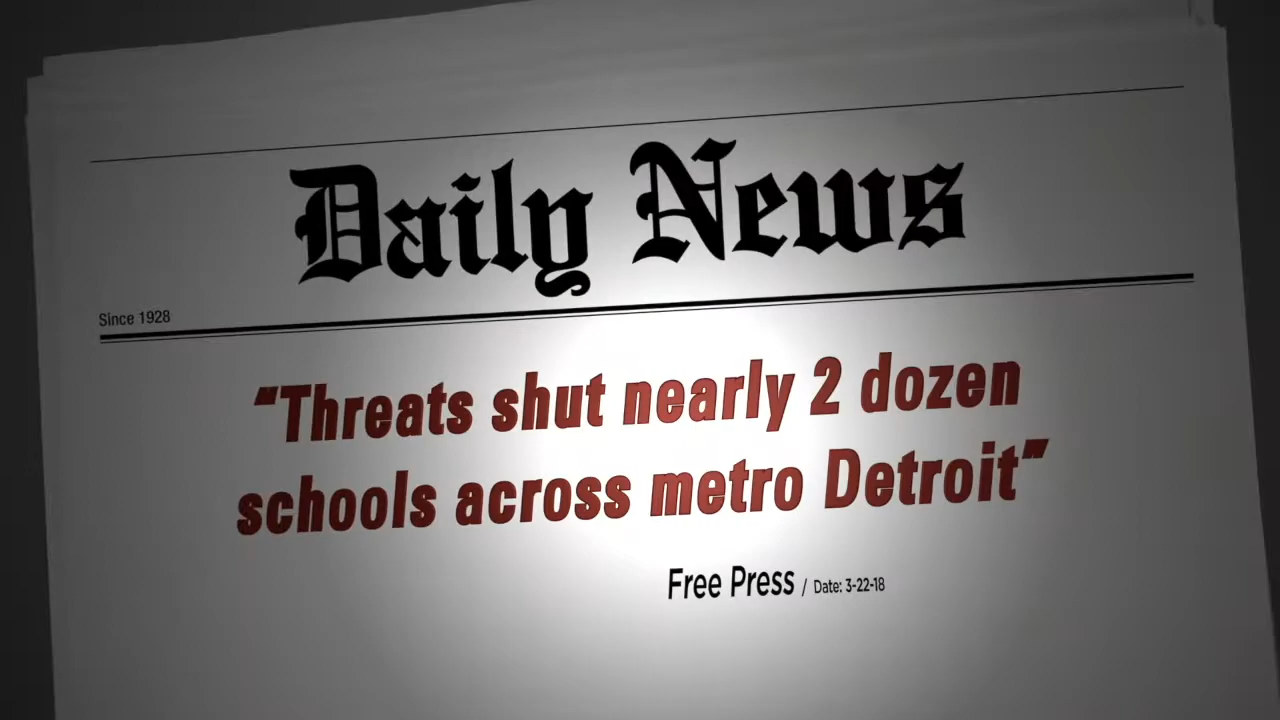 Daily News
Since 1928
"Threats shut nearly 2 dozen
schools across metro Detroit"
Free Press / Date: 3-22-18